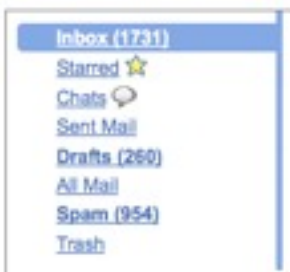 Inbox (1731)
Starred
Chats
Sent Mail
Drafts (260)
All Mail
Spam (954)
Trash